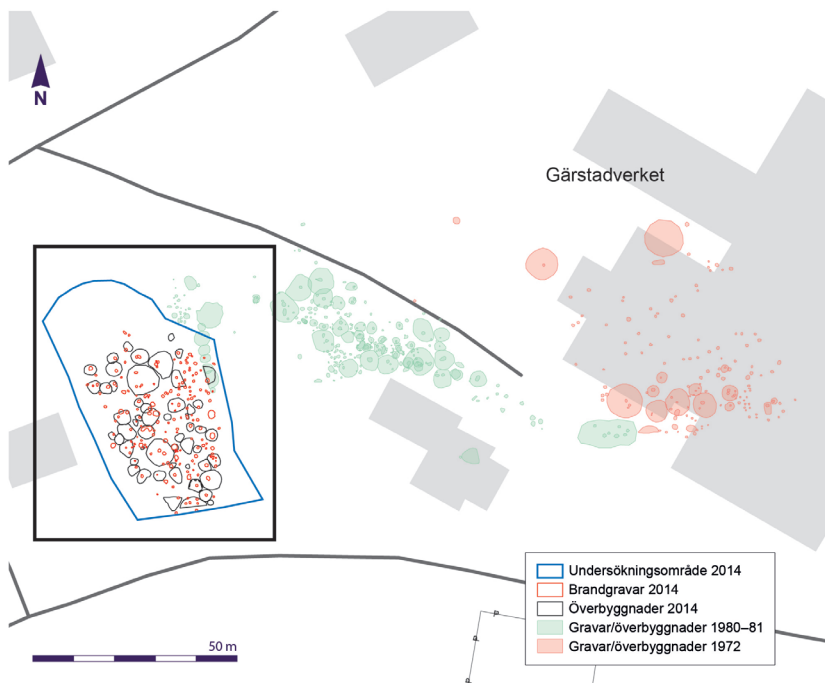 N
Gärstadverket
Undersökningsområde 2014
Brandgravar 2014
Överbyggnader 2014
Gravar/överbyggnader 1980–81
Gravar/överbyggnader 1972
50 m